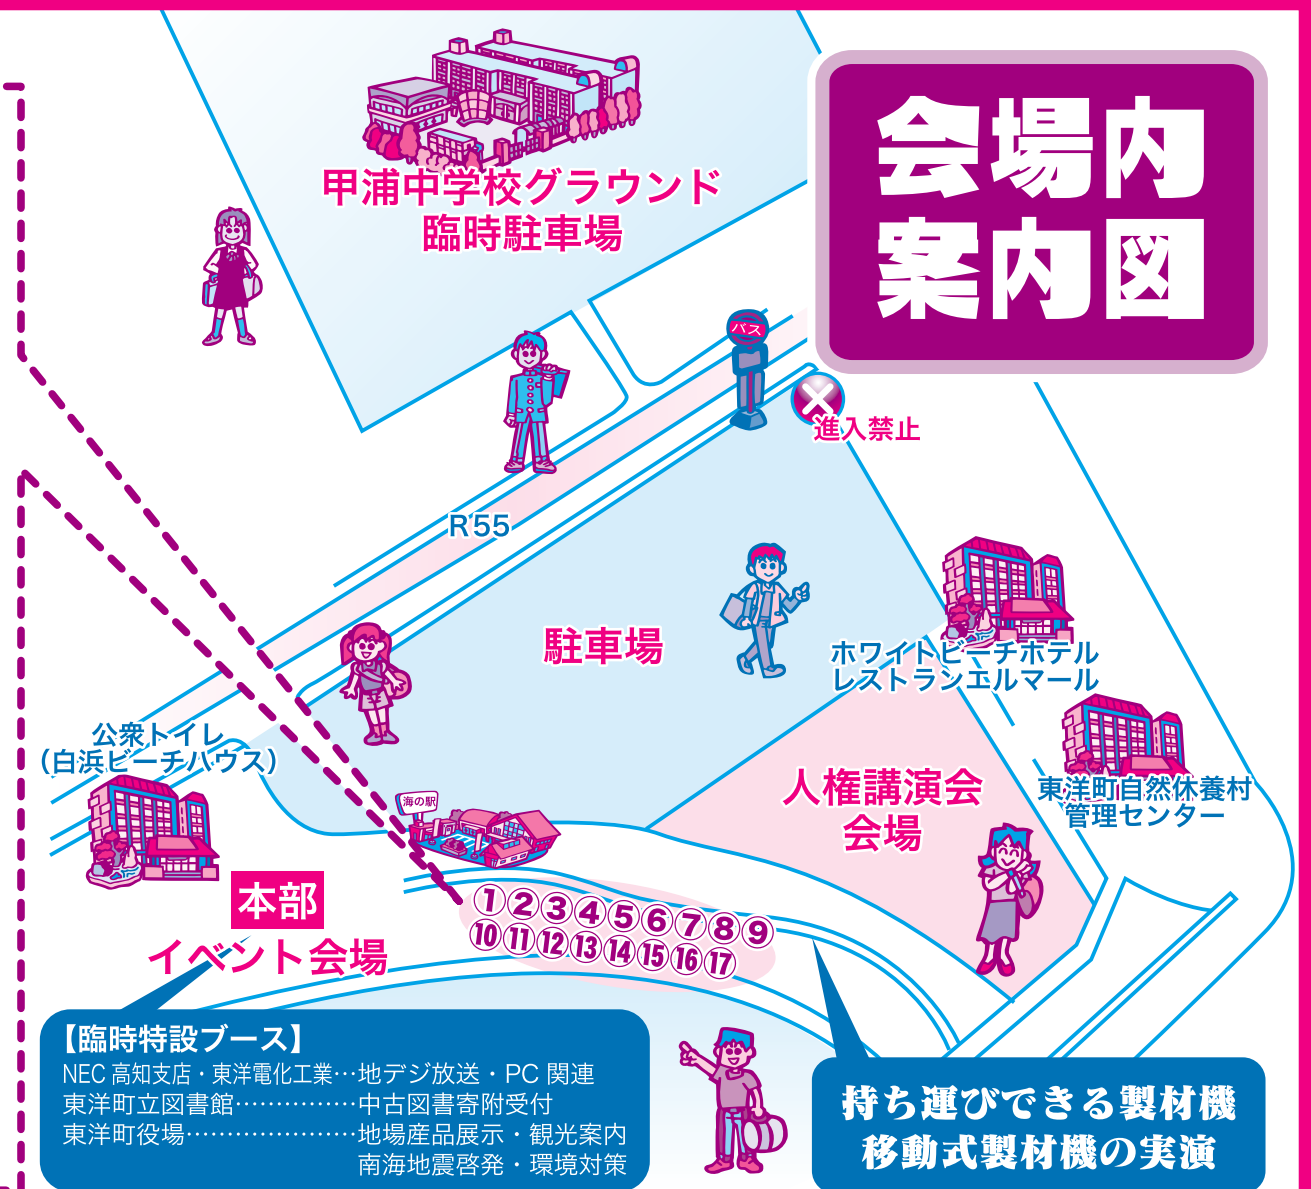 会場内
案内図
甲浦中学校グラウンド
臨時駐車場
バス
進入禁止
R55
駐車場
ホワイトビーチホテル
レストランエルマール
公衆トイレ
（白浜ビーチハウス）
東洋町自然休養村
管理センター
人権講演会
会場
海の駅
本部
イベント会場
①②③④⑤⑥⑦⑧⑨
⑩⑪⑫⑬⑭⑮⑯⑰
【臨時特設ブース】
NEC 高知支店・東洋電化工業…地デジ放送・PC 関連
東洋町立図書館……………中古図書寄附受付
東洋町役場…………………地場産品展示・観光案内
南海地震啓発・環境対策
持ち運びできる製材機
移動式製材機の実演